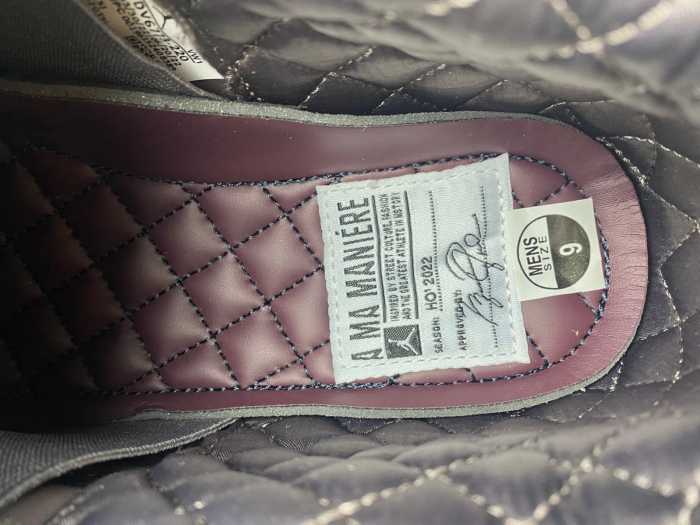 A MA MANIÉRE
INSPIRED BY STREET CULTURE, FASHION
AND THE GREATEST ATHLETE IN HISTORY
SEASON: HO' 2022
APPROVED BY:
MENS
SIZE
9